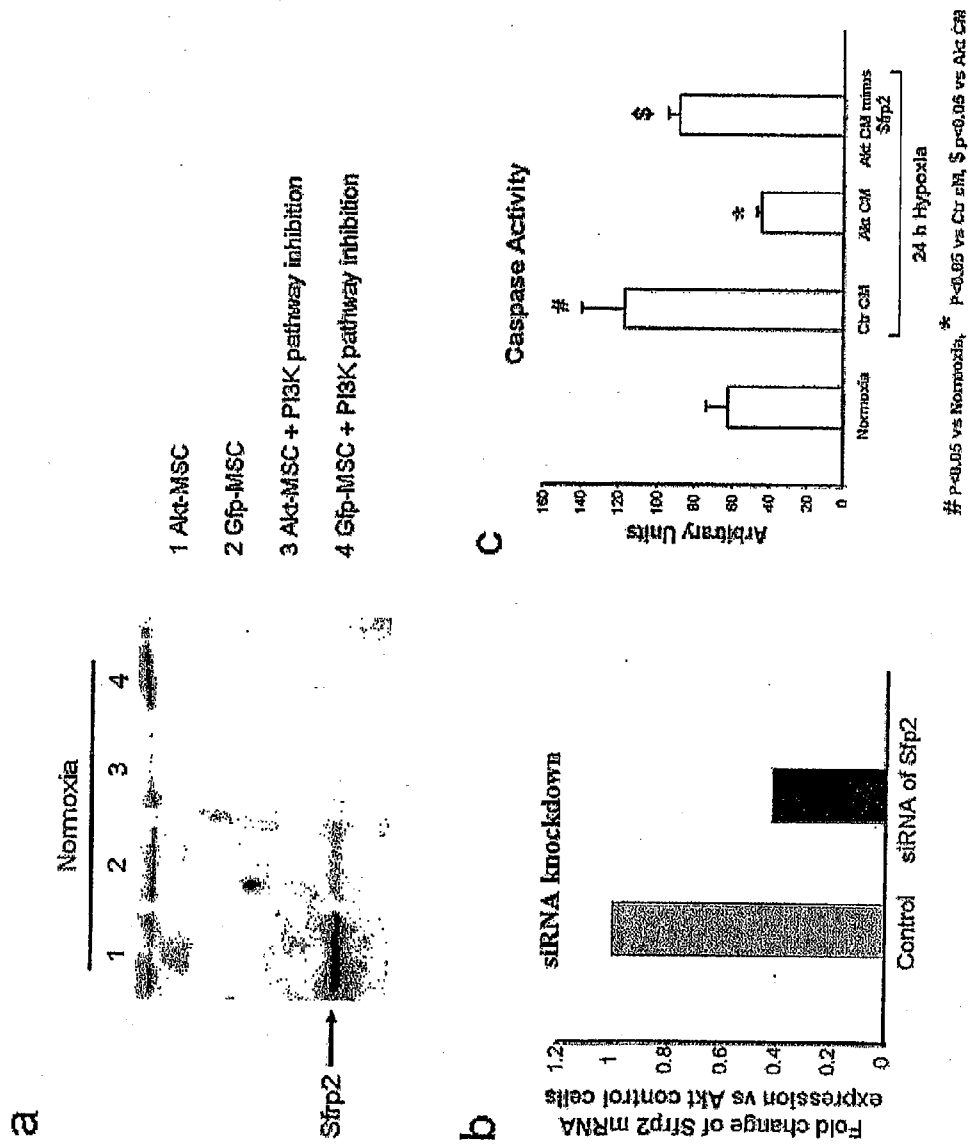 a
Normoxia
1 2 3 4
Sfrp2
1 Akt-MSC
2 Gfp-MSC
3 Akt-MSC + PI3K pathway inhibition
4 Gfp-MSC + PI3K pathway inhibition
b
siRNA knockdown
Fold change of Sfrp2 mRNA
expression vs Akt control cells
1.2
1
0.8
0.6
0.4
0.2
0
Control
siRNA of Sfrp2
c
Caspase Activity
Arbitrary Units
160
140
120
100
80
60
40
20
0
#
*
$
Normoxia
Ctr CM
Akt CM
Akt CM minus
Sfrp2
24 h Hypoxia
# P<0.05 vs Normoxia, * P<0.05 vs Ctr CM, $ p<0.05 vs Akt CM